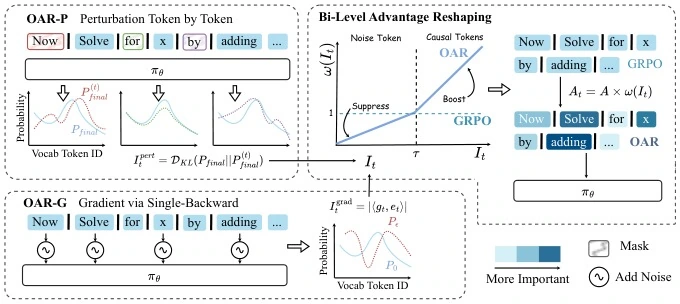 OAR-P Perturbation Token by Token
Now Solve for x by adding ...
π_θ
Probability
P_final^(t)
P_final
Vocab Token ID
I_t^pert = D_KL(P_final||P_final^(t))
OAR-G Gradient via Single-Backward
Now Solve for x by adding ...
π_θ
I_t^grad = |⟨g_t, e_t⟩|
Probability
P_ε
P_0
Vocab Token ID
Bi-Level Advantage Reshaping
Noise Token Causal Tokens
ω(I_t)
OAR
Suppress
Boost
1
GRPO
I_t τ I_t
Now Solve for x
by adding ... GRPO
A_t = A × ω(I_t)
Now Solve for x
by adding ... OAR
π_θ
More Important
Mask
Add Noise